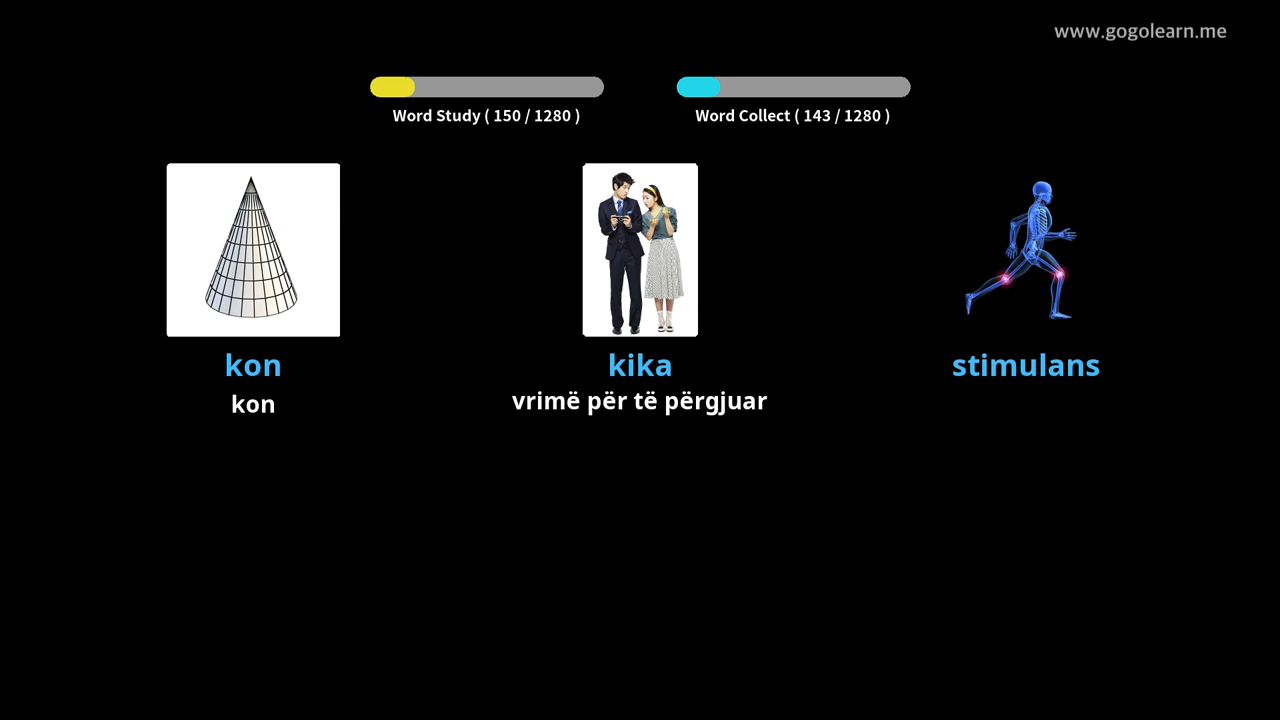 www.gogolearn.me
Word Study ( 150 / 1280 )
Word Collect ( 143 / 1280 )
kon
kika
stimulans
kon
vrimë për të përgjuar